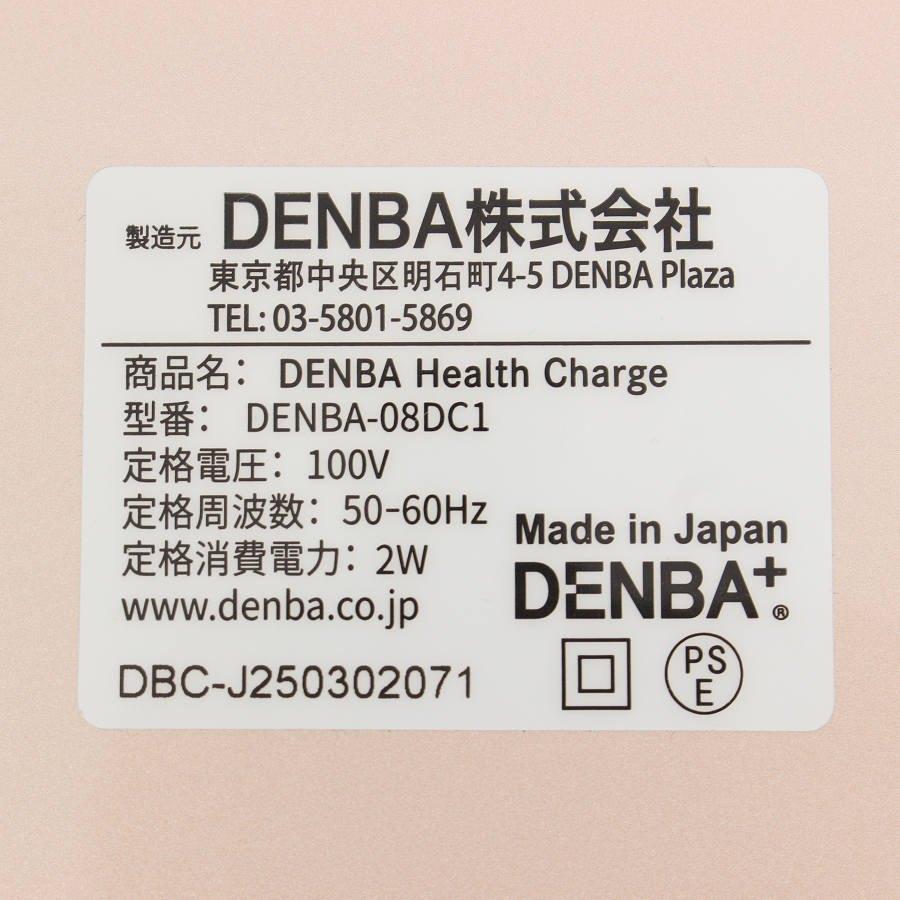 製造元 DENBA株式会社
東京都中央区明石町4-5 DENBA Plaza
TEL: 03-5801-5869
商品名： DENBA Health Charge
型番： DENBA-08DC1
定格電圧： 100V
定格周波数： 50-60Hz
定格消費電力： 2W
www.denba.co.jp
Made in Japan
DENBA+®
DBC-J250302071
PS
E